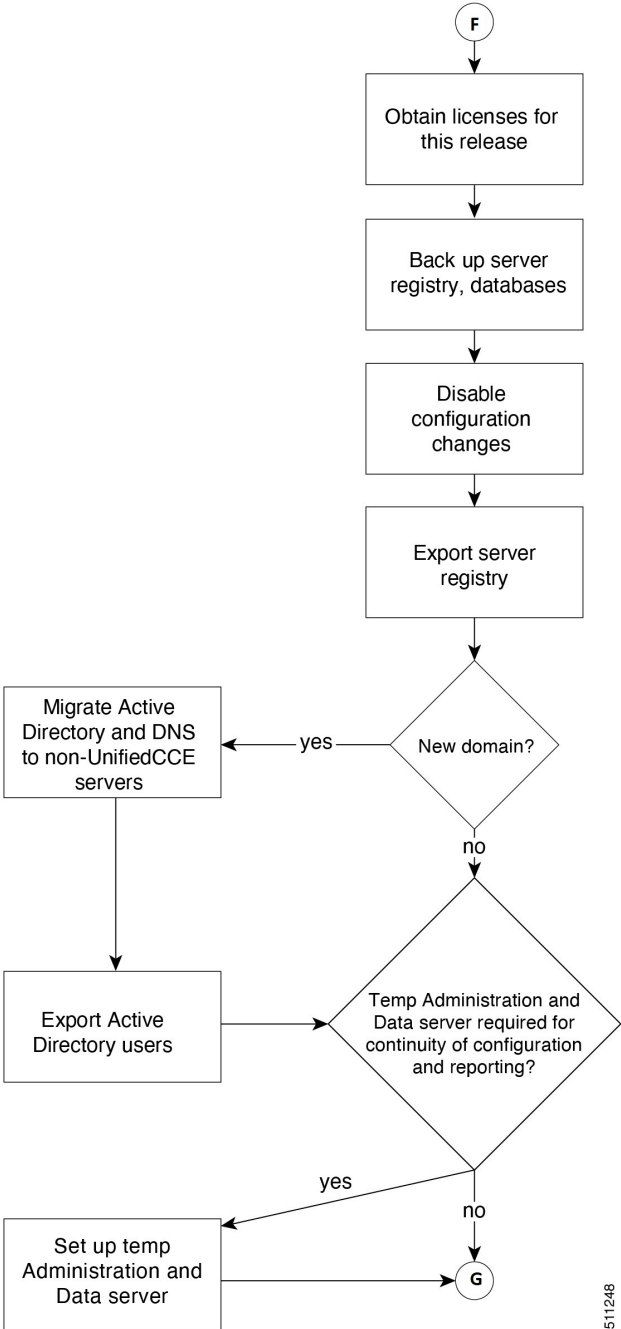 F
Obtain licenses for
this release
Back up server
registry, databases
Disable
configuration
changes
Export server
registry
New domain?
yes
Migrate Active
Directory and DNS
to non-UnifiedCCE
servers
no
Export Active
Directory users
Temp Administration and
Data server required for
continuity of configuration
and reporting?
yes
no
Set up temp
Administration and
Data server
G
511248